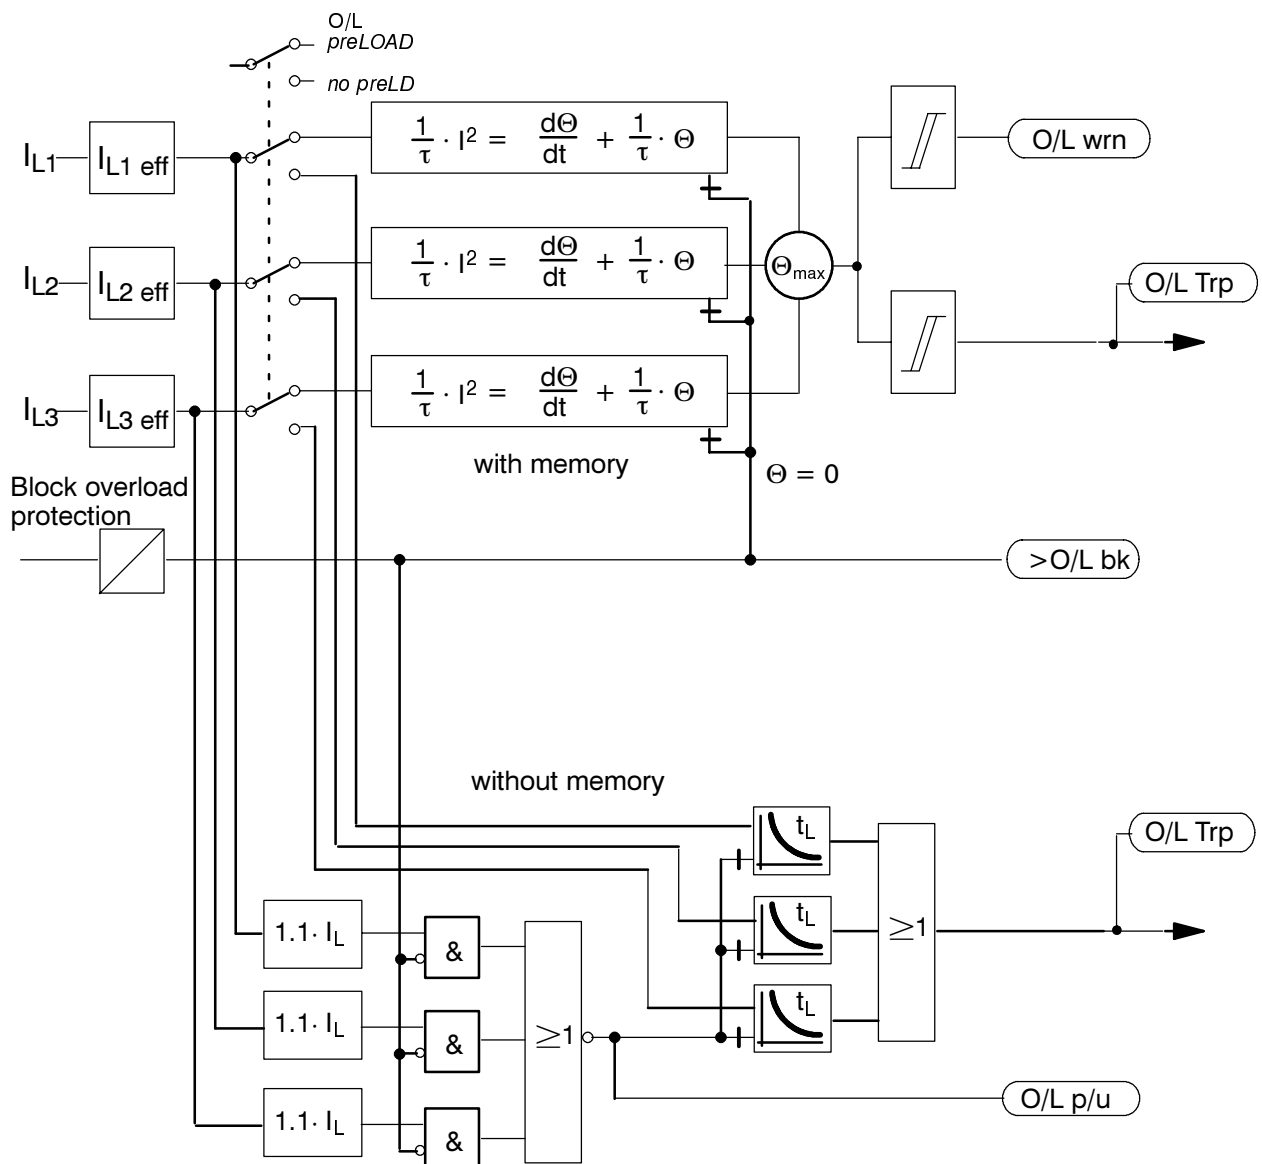 O/L
preLOAD
no preLD
I_L1 I_L1 eff 1/τ · I² = dΘ/dt + 1/τ · Θ O/L wrn
I_L2 I_L2 eff 1/τ · I² = dΘ/dt + 1/τ · Θ Θ_max O/L Trp
I_L3 I_L3 eff 1/τ · I² = dΘ/dt + 1/τ · Θ
with memory
Θ = 0
Block overload
protection
>O/L bk
without memory
t_L
O/L Trp
t_L
≥1
1.1· I_L &
t_L
1.1· I_L & ≥1
O/L p/u
1.1· I_L &